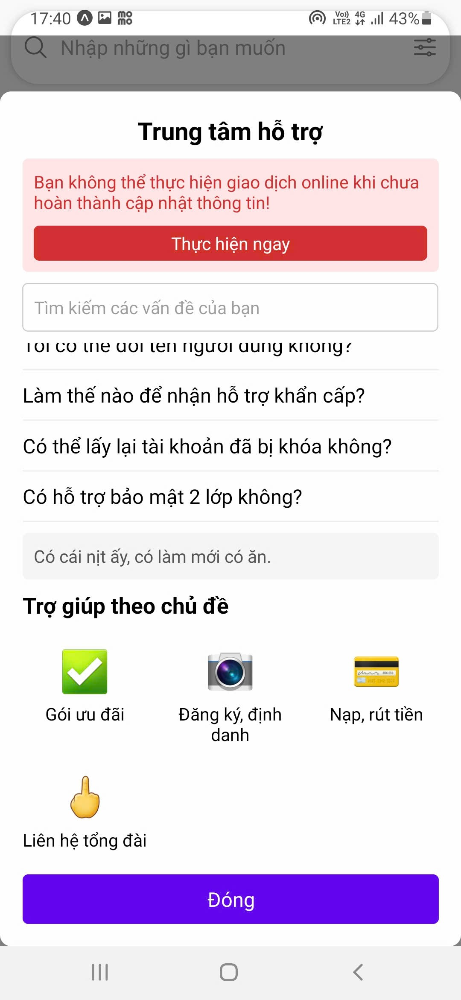 17:40
mo
mo
Vo))
LTE2
4G
43%
Nhập những gì bạn muốn
Trung tâm hỗ trợ
Bạn không thể thực hiện giao dịch online khi chưa
hoàn thành cập nhật thông tin!
Thực hiện ngay
Tìm kiếm các vấn đề của bạn
Tôi có thể đổi tên người dùng không?
Làm thế nào để nhận hỗ trợ khẩn cấp?
Có thể lấy lại tài khoản đã bị khóa không?
Có hỗ trợ bảo mật 2 lớp không?
Có cái nịt ấy, có làm mới có ăn.
Trợ giúp theo chủ đề
Gói ưu đãi
Đăng ký, định
danh
Nạp, rút tiền
Liên hệ tổng đài
Đóng